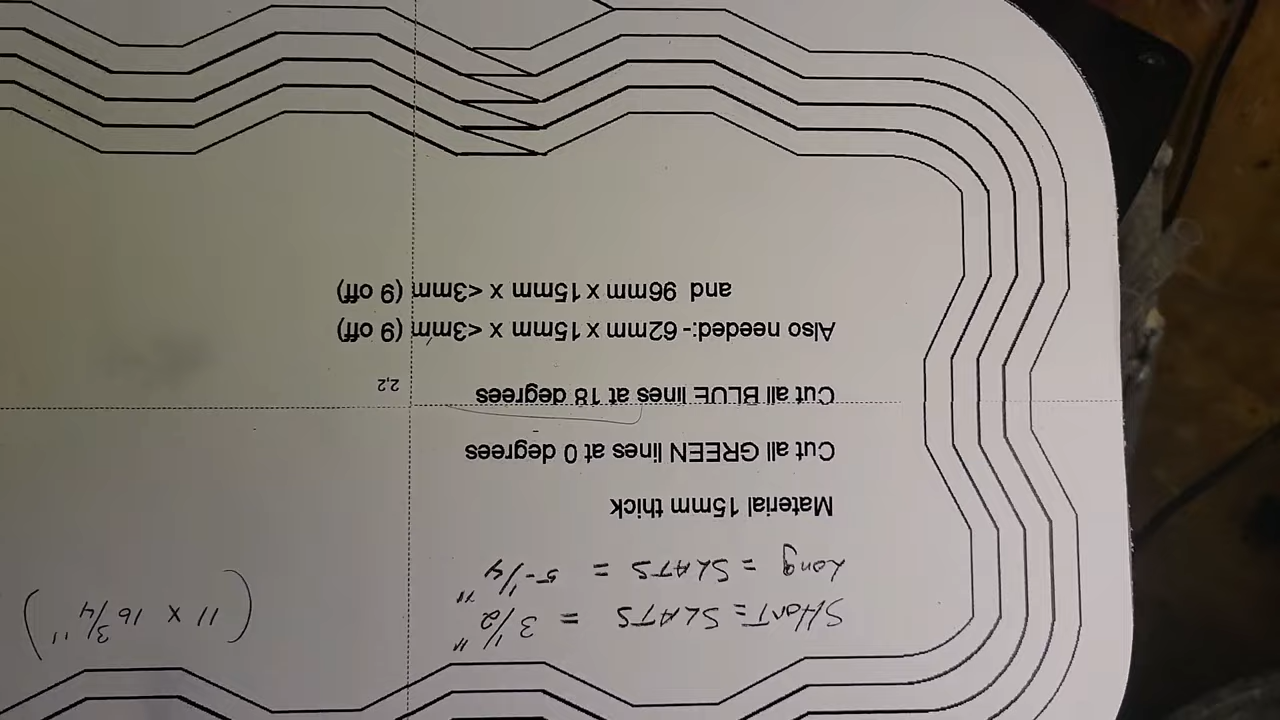 (11 x 16 3/4")
SHORT = SLATS = 3 1/2"
Long = SLATS = 5-1/4"
Material 15mm thick
Cut all GREEN lines at 0 degrees
Cut all BLUE lines at 18 degrees
2,2
Also needed:- 62mm x 15mm x <3mm (9 off)
and 96mm x 15mm x <3mm (9 off)